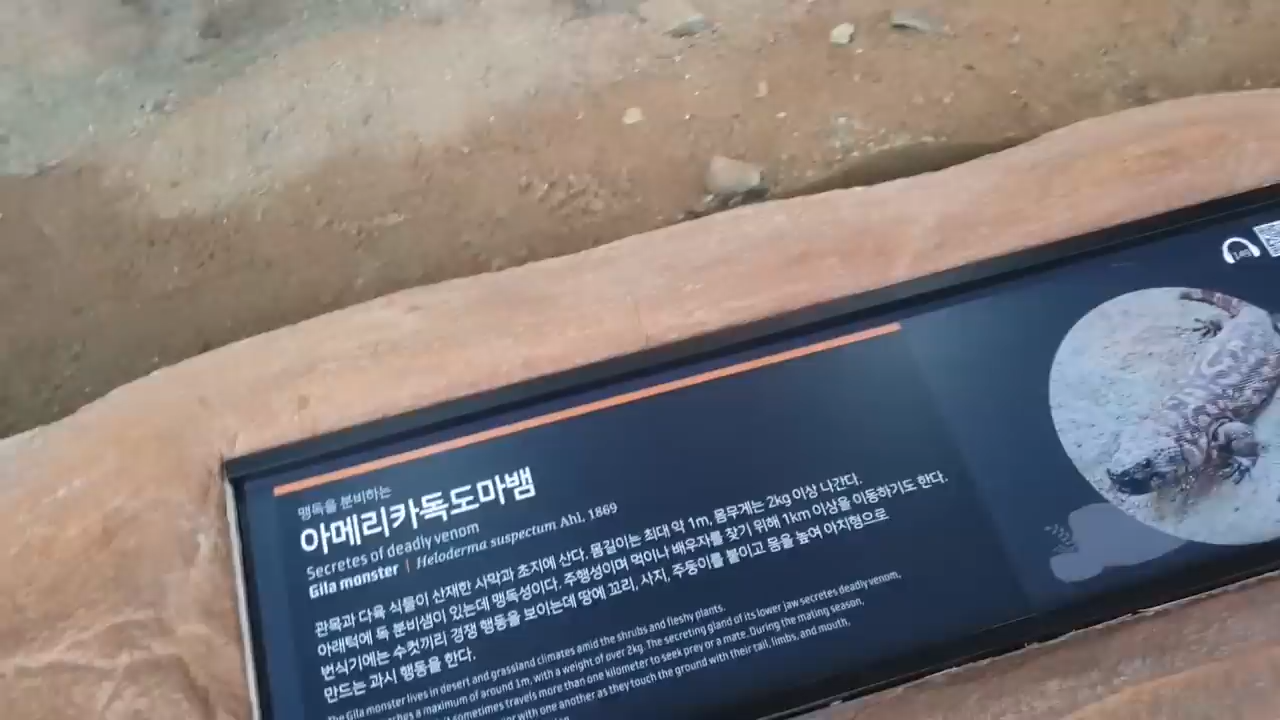 맹독을 분비하는
아메리카독도마뱀
Secretes of deadly venom
Gila monster | Heloderma suspectum Ahl, 1869
관목과 다육 식물이 산재한 사막과 초지에 산다. 몸길이는 최대 약 1m, 몸무게는 2kg 이상 나간다.
아래턱에 독 분비샘이 있는데 맹독성이다. 주행성이며 먹이나 배우자를 찾기 위해 1km 이상을 이동하기도 한다.
번식기에는 수컷끼리 경쟁 행동을 보이는데 땅에 꼬리, 사지, 주둥이를 붙이고 몸을 높여 아치형으로
만드는 과시 행동을 한다.
The Gila monster lives in desert and grassland climates amid the shrubs and fleshy plants.
a maximum of around 1m, with a weight of over 2kg. The secreting gland of its lower jaw secretes deadly venom,
sometimes travels more than one kilometer to seek prey or a mate. During the mating season,
with one another as they touch the ground with their tail, limbs, and mouth,